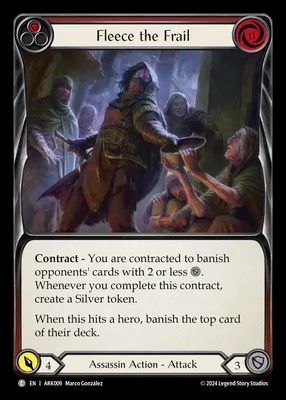 Fleece the Frail
Contract - You are contracted to banish
opponents' cards with 2 or less .
Whenever you complete this contract,
create a Silver token.
When this hits a hero, banish the top card
of their deck.
4
Assassin Action - Attack
3
C EN | ARK009 Marco González
©2024 Legend Story Studios